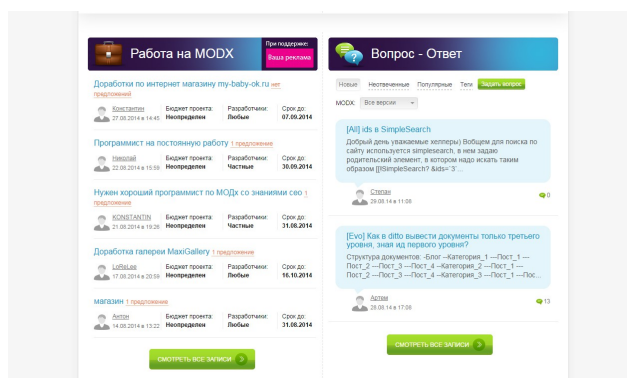 Работа на MODX
При поддержке:
Ваша реклама
Доработки по интернет магазину my-baby-ok.ru нет
предложений
Константин
27.08.2014 в 14:45
Бюджет проекта:
Неопределен
Разработчики:
Любые
Срок до:
07.09.2014
Программист на постоянную работу 1 предложение
Николай
22.08.2014 в 15:59
Бюджет проекта:
Неопределен
Разработчики:
Частные
Срок до:
30.09.2014
Нужен хороший программист по МОДх со знаниями сео 1
предложение
KONSTANTIN
21.08.2014 в 19:26
Бюджет проекта:
Неопределен
Разработчики:
Частные
Срок до:
31.08.2014
Доработка галереи MaxiGallery 1 предложение
LoReLee
17.08.2014 в 20:59
Бюджет проекта:
Неопределен
Разработчики:
Любые
Срок до:
16.10.2014
магазин 1 предложение
Антон
14.08.2014 в 13:22
Бюджет проекта:
Неопределен
Разработчики:
Любые
Срок до:
31.08.2014
СМОТРЕТЬ ВСЕ ЗАПИСИ
Вопрос - Ответ
Новые Неотвеченные Популярные Теги Задать вопрос
MODX: Все версии
[All] ids в SimpleSearch
Добрый день уважаемые хелперы) Вобщем для поиска по
сайту используется simplesearch, в нем задаю
родительский элемент, в котором надо искать таким
образом [[!SimpleSearch? &ids=`3`...
Степан
29.08.14 в 11:08
0
[Evo] Как в ditto вывести документы только третьего
уровня, зная ид первого уровня?
Структура документов: -Блог --Категория_1 ---Пост_1 ---
Пост_2 ---Пост_3 ---Пост_4 --Категория_2 ---Пост_1 ---
Пост_2 ---Пост_3 ---Пост_4 --Категория_3 ---Пост_1 ---Пос...
Артем
28.08.14 в 17:08
13
СМОТРЕТЬ ВСЕ ЗАПИСИ